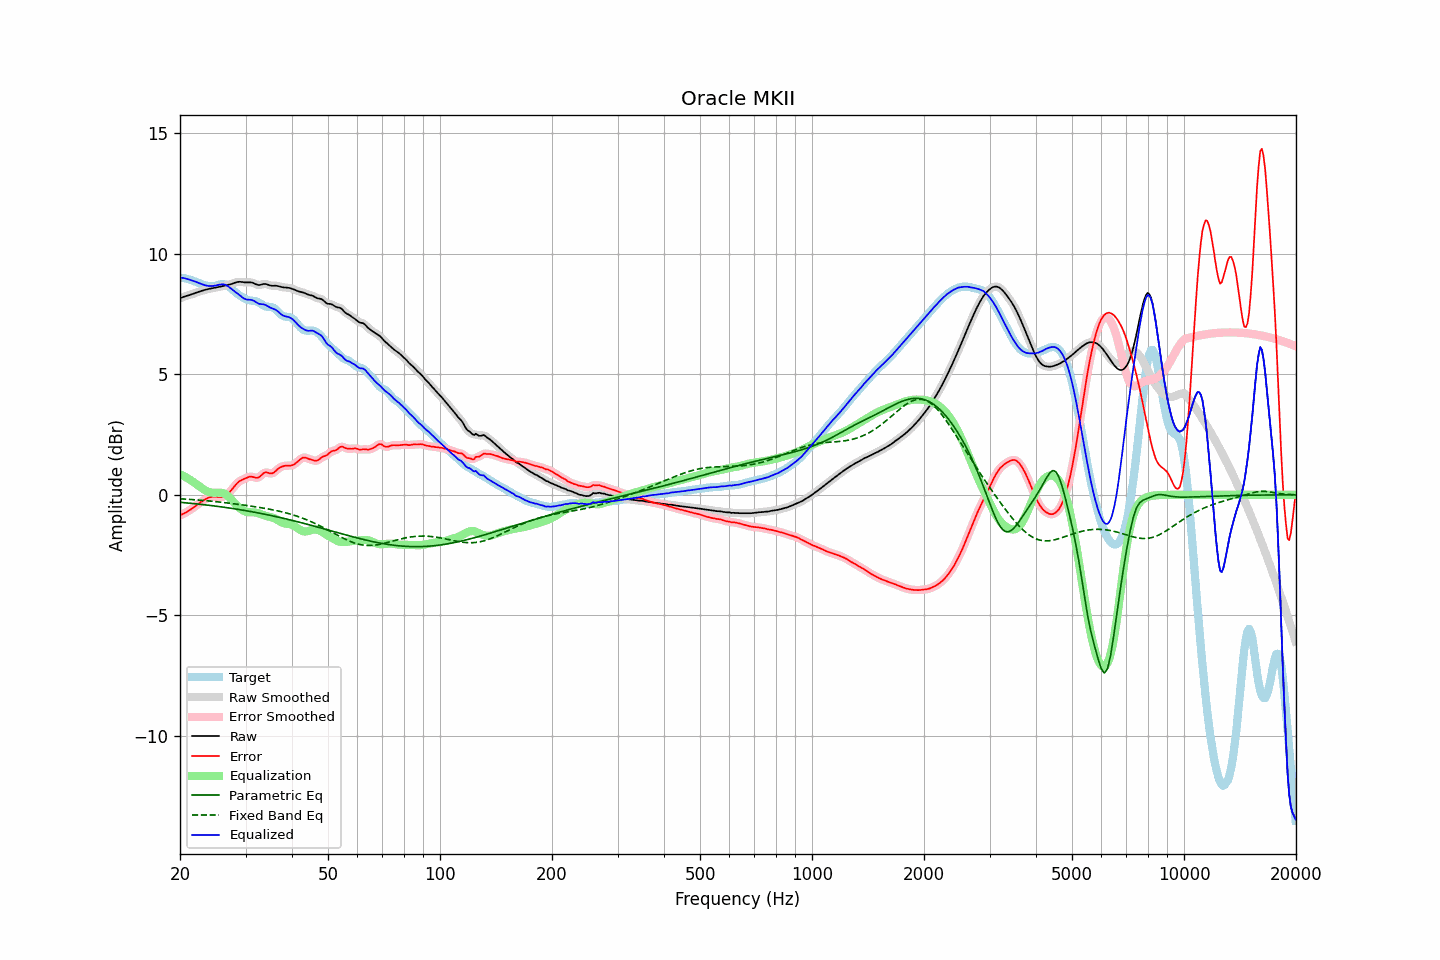 Oracle MKII
15
10
5
0
−5
−10
Amplitude (dBr)
Target
Raw Smoothed
Error Smoothed
Raw
Error
Equalization
Parametric Eq
Fixed Band Eq
Equalized
20 50 100 200 500 1000 2000 5000 10000 20000
Frequency (Hz)